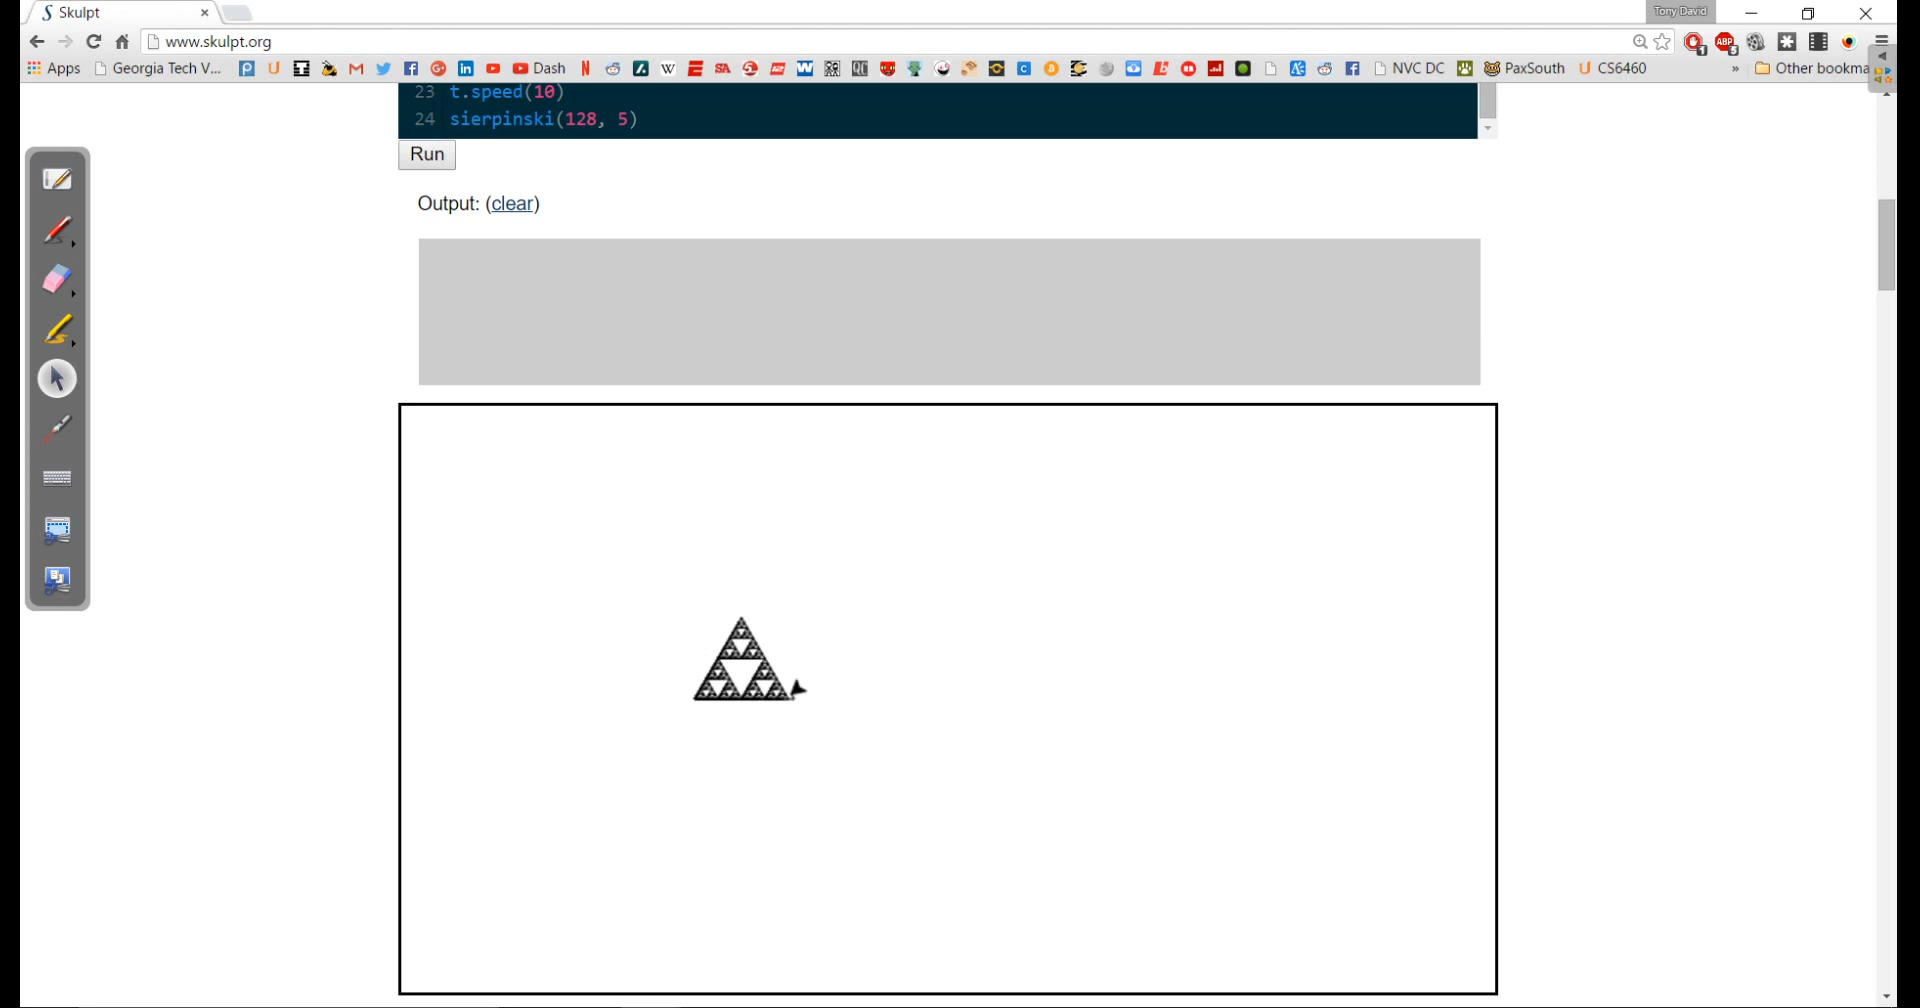 Skulpt
Tony David
www.skulpt.org
Apps Georgia Tech V... Dash NVC DC PaxSouth CS6460 » Other bookma
23 t.speed(10)
24 sierpinski(128, 5)
Run
Output: (clear)